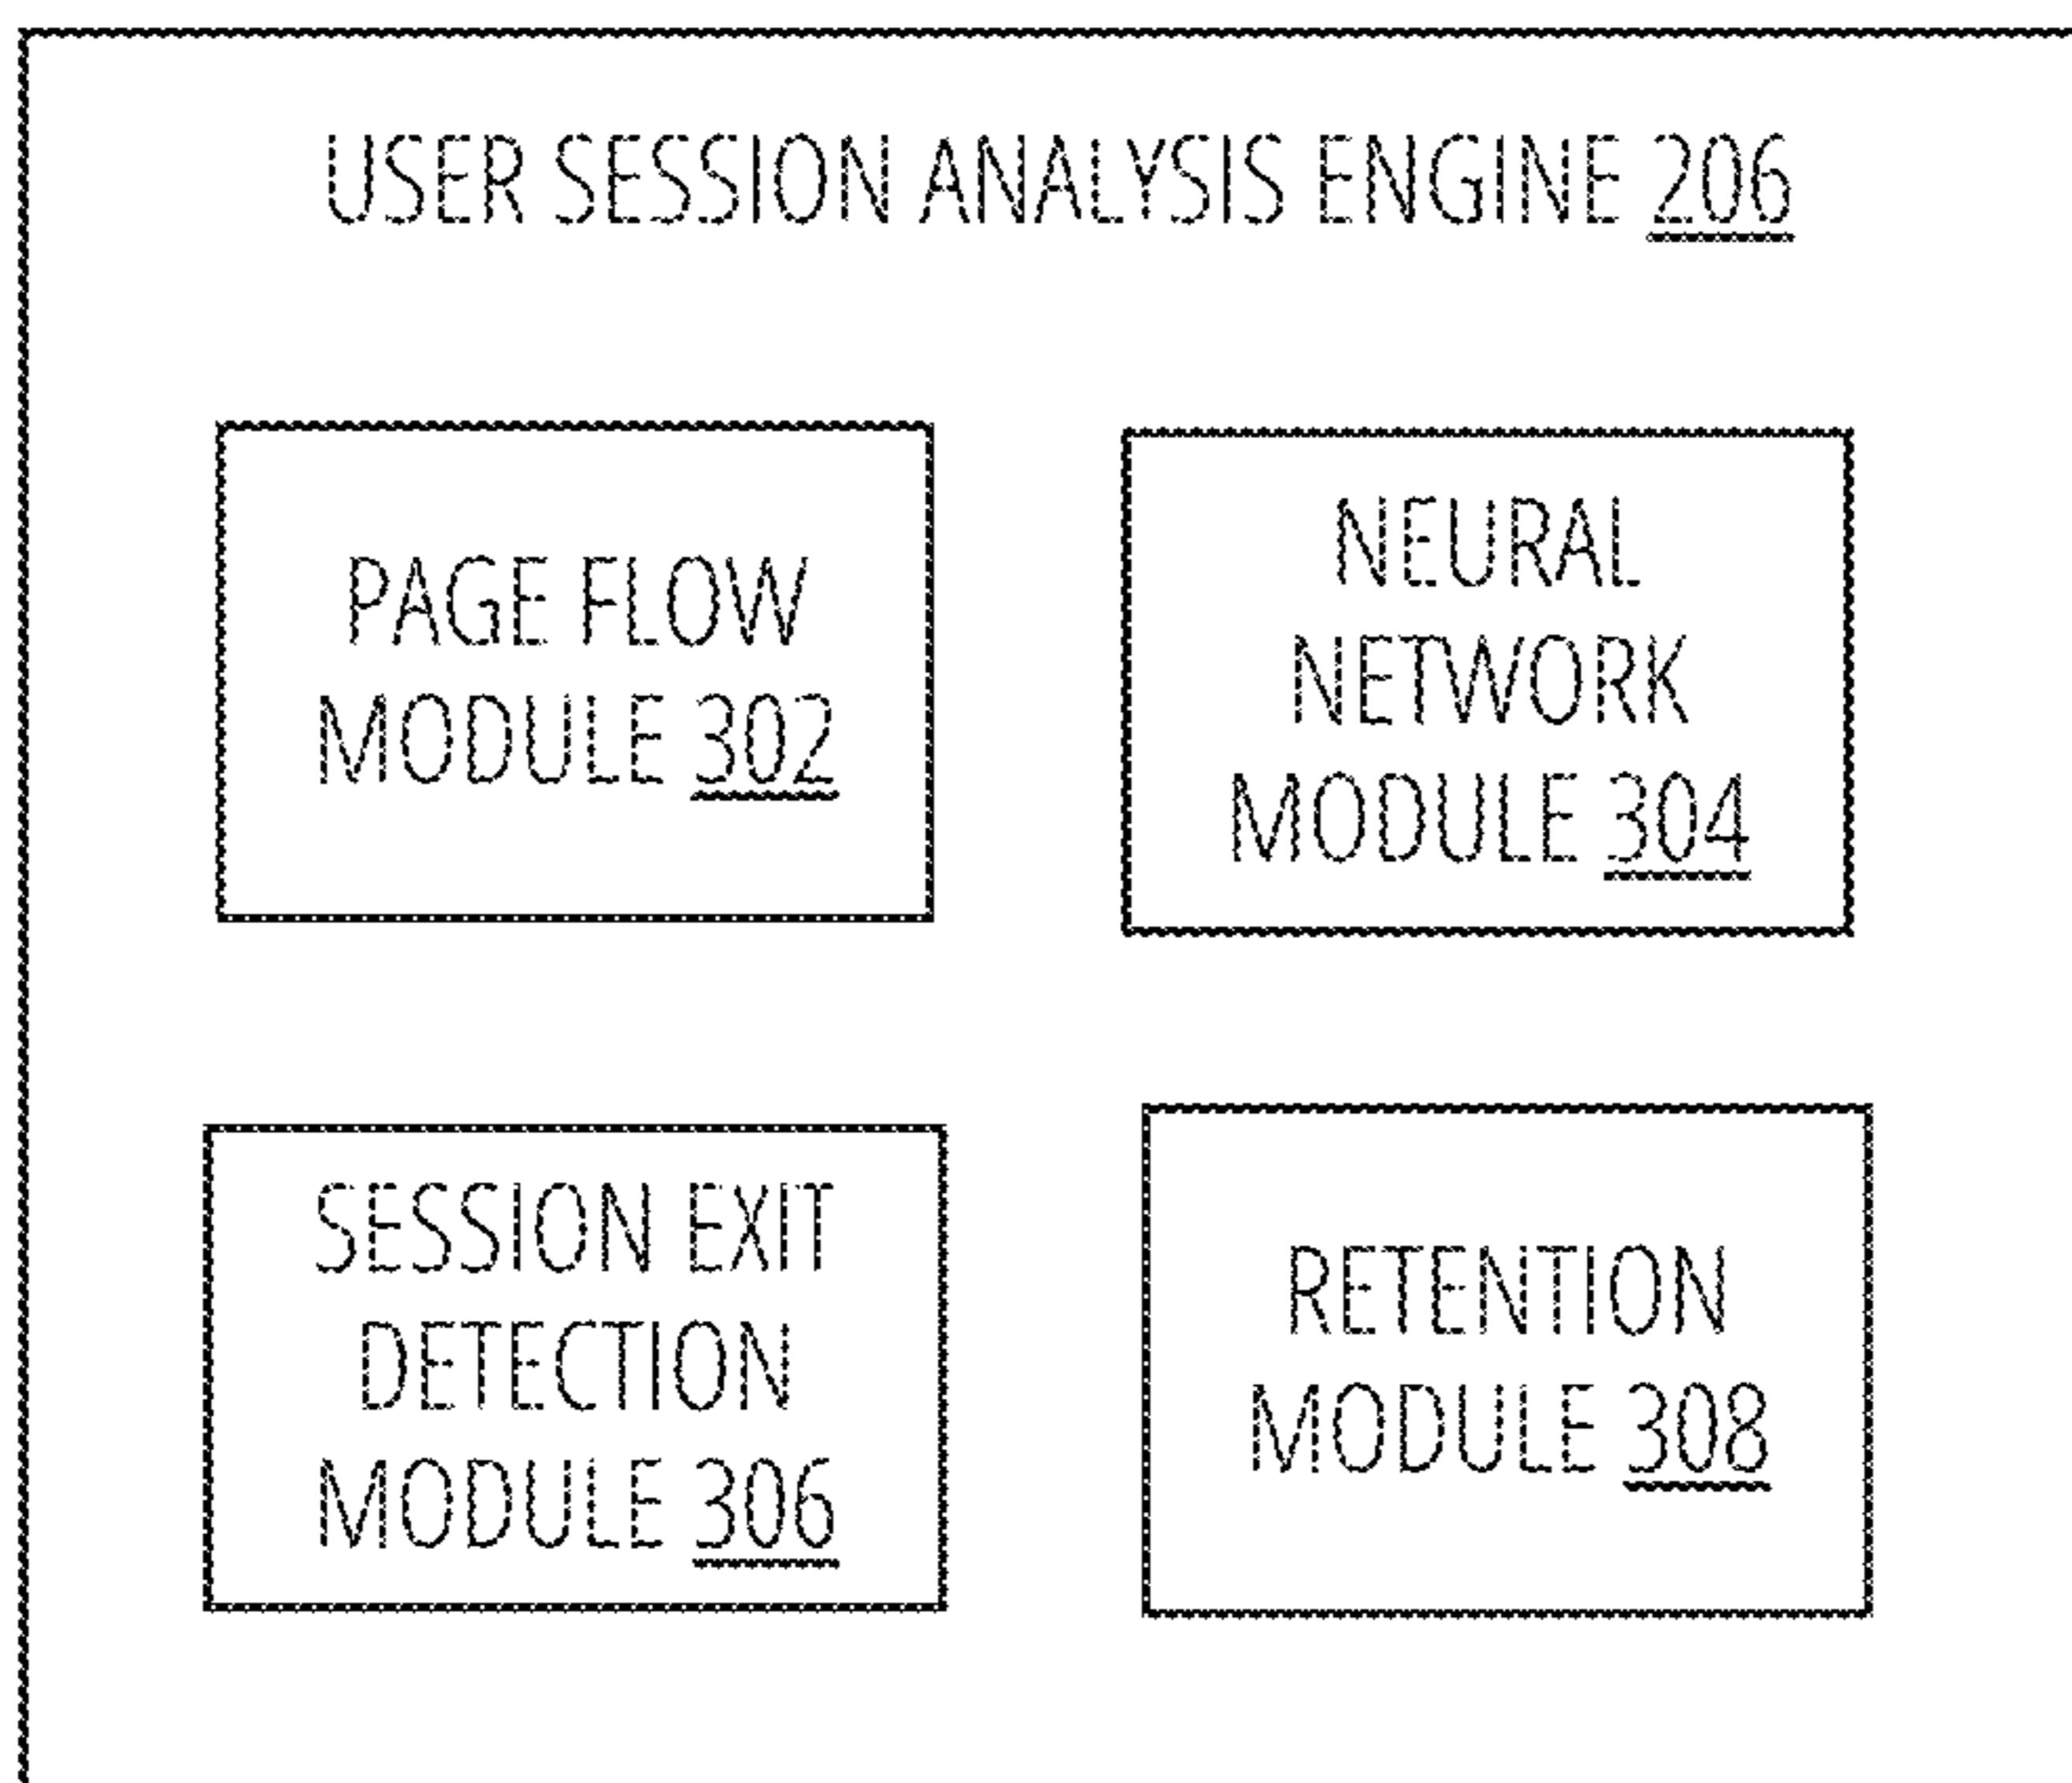 USER SESSION ANALYSIS ENGINE 206
PAGE FLOW
MODULE 302
NEURAL
NETWORK
MODULE 304
SESSION EXIT
DETECTION
MODULE 306
RETENTION
MODULE 308